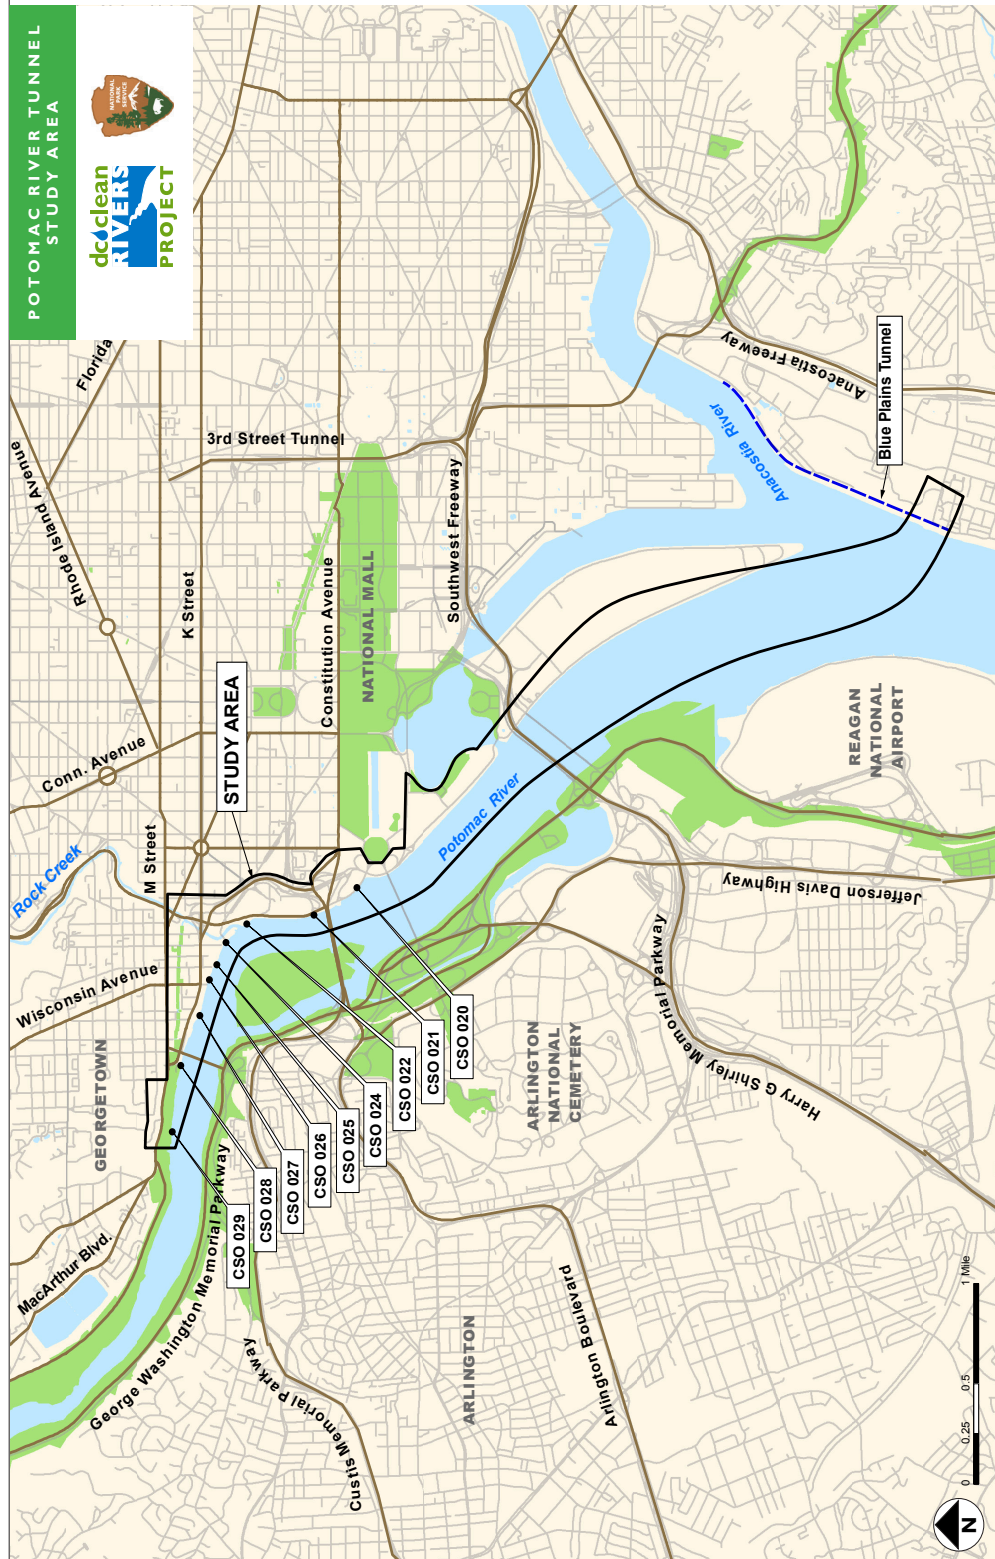 POTOMAC RIVER TUNNEL
STUDY AREA
dc clean
RIVERS
PROJECT
NATIONAL
PARK
SERVICE
Florida
Rhode Island Avenue
3rd Street Tunnel
K Street
Conn. Avenue
Constitution Avenue
NATIONAL MALL
Southwest Freeway
Anacostia River
Anacostia Freeway
Blue Plains Tunnel
STUDY AREA
Rock Creek
M Street
Wisconsin Avenue
GEORGETOWN
Potomac River
REAGAN
NATIONAL
AIRPORT
Jefferson Davis Highway
Harry G Shirley Memorial Parkway
ARLINGTON
NATIONAL
CEMETERY
CSO 020
CSO 021
CSO 022
CSO 024
CSO 025
CSO 026
CSO 027
CSO 028
CSO 029
MacArthur Blvd.
George Washington Memorial Parkway
Custis Memorial Parkway
ARLINGTON
Arlington Boulevard
0 0.25 0.5 1 Mile
N